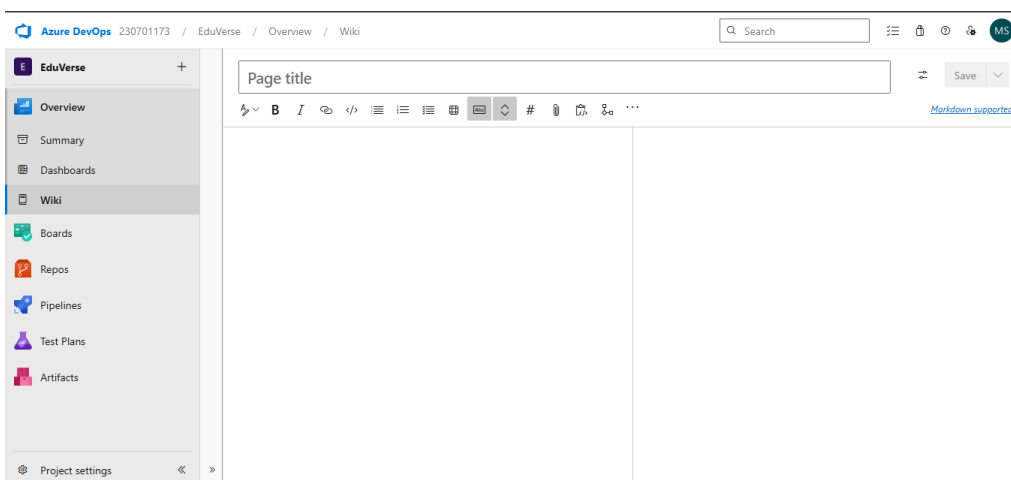 Azure DevOps 230701173 / EduVerse / Overview / Wiki
Search
MS
E EduVerse +
Page title
Save
B I </> Abc # ...
Markdown supported
Overview
Summary
Dashboards
Wiki
Boards
Repos
Pipelines
Test Plans
Artifacts
Project settings « »